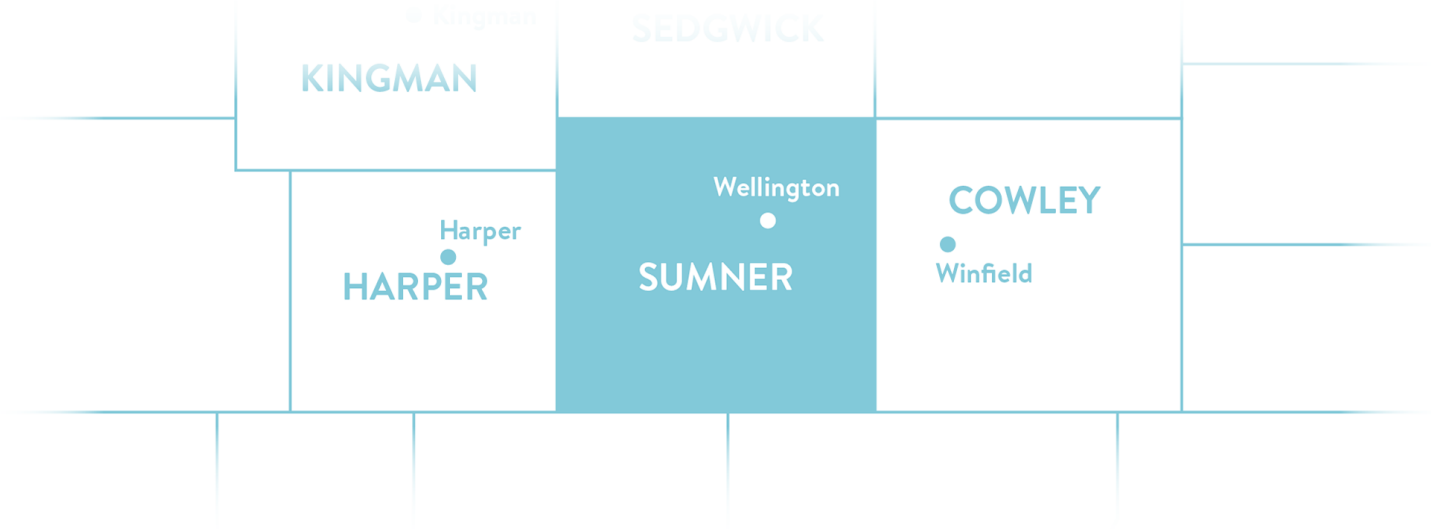 Kingman
SEDGWICK
KINGMAN
Wellington
COWLEY
Harper
SUMNER
Winfield
HARPER